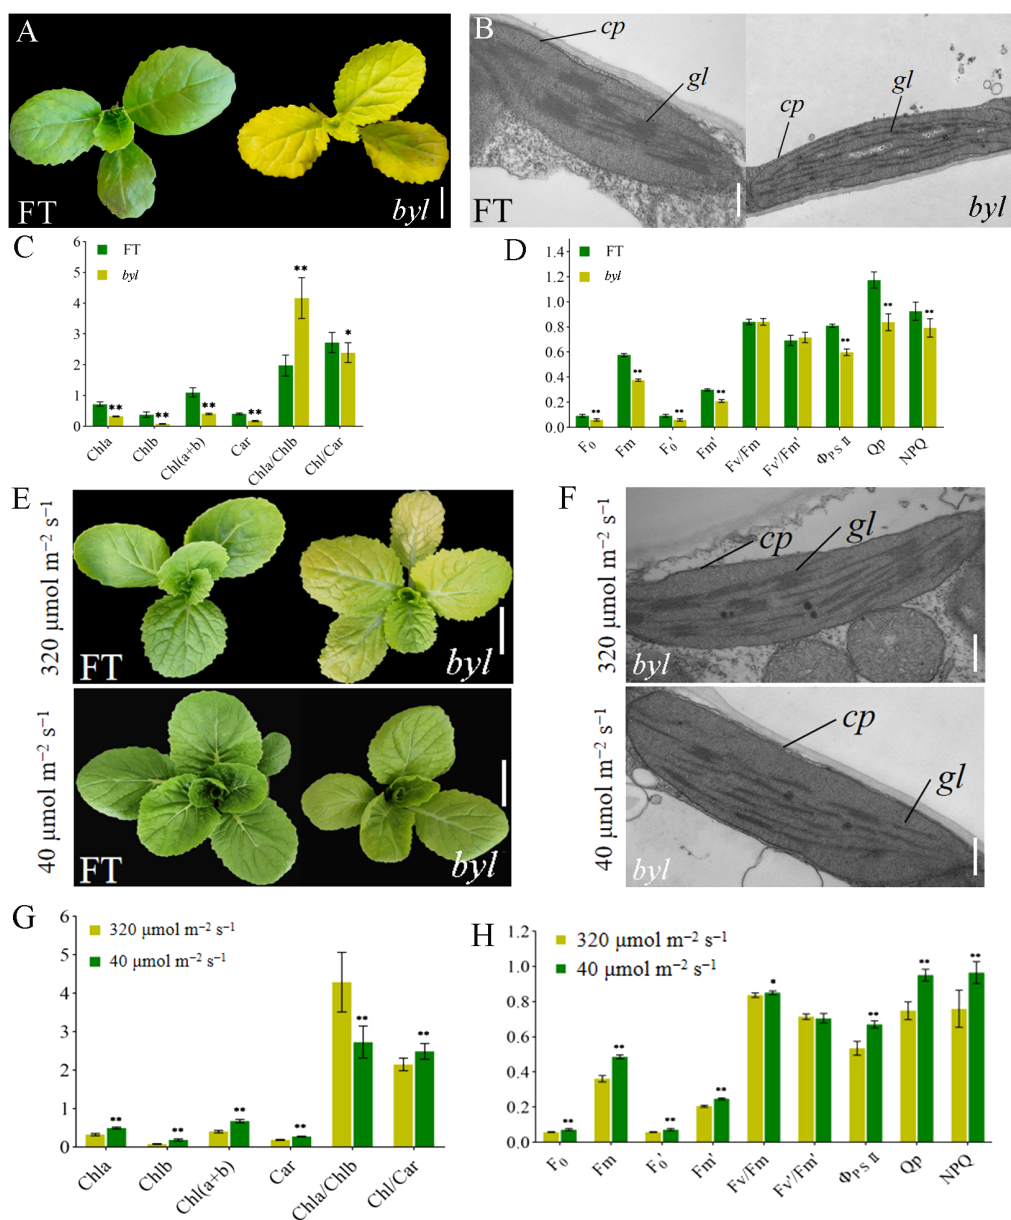 A
FT
byl
B
cp
gl
FT
cp
gl
byl
C
FT
byl
6
5
4
3
2
1
0
**
**
**
**
**
*
Chla
Chlb
Chl(a+b)
Car
Chla/Chlb
Chl/Car
D
FT
byl
1.4
1.2
1.0
0.8
0.6
0.4
0.2
0.0
**
**
**
**
**
**
**
F₀
Fm
F₀'
Fm'
Fv/Fm
Fv'/Fm'
ΦPS II
Qp
NPQ
E
320 μmol m⁻² s⁻¹
FT
byl
40 μmol m⁻² s⁻¹
FT
byl
F
320 μmol m⁻² s⁻¹
cp
gl
byl
40 μmol m⁻² s⁻¹
cp
gl
byl
G
320 μmol m⁻² s⁻¹
40 μmol m⁻² s⁻¹
6
5
4
3
2
1
0
**
**
**
**
**
**
Chla
Chlb
Chl(a+b)
Car
Chla/Chlb
Chl/Car
H
320 μmol m⁻² s⁻¹
40 μmol m⁻² s⁻¹
1.2
1.0
0.8
0.6
0.4
0.2
0.0
**
**
**
**
*
**
**
**
F₀
Fm
F₀'
Fm'
Fv/Fm
Fv'/Fm'
ΦPS II
Qp
NPQ